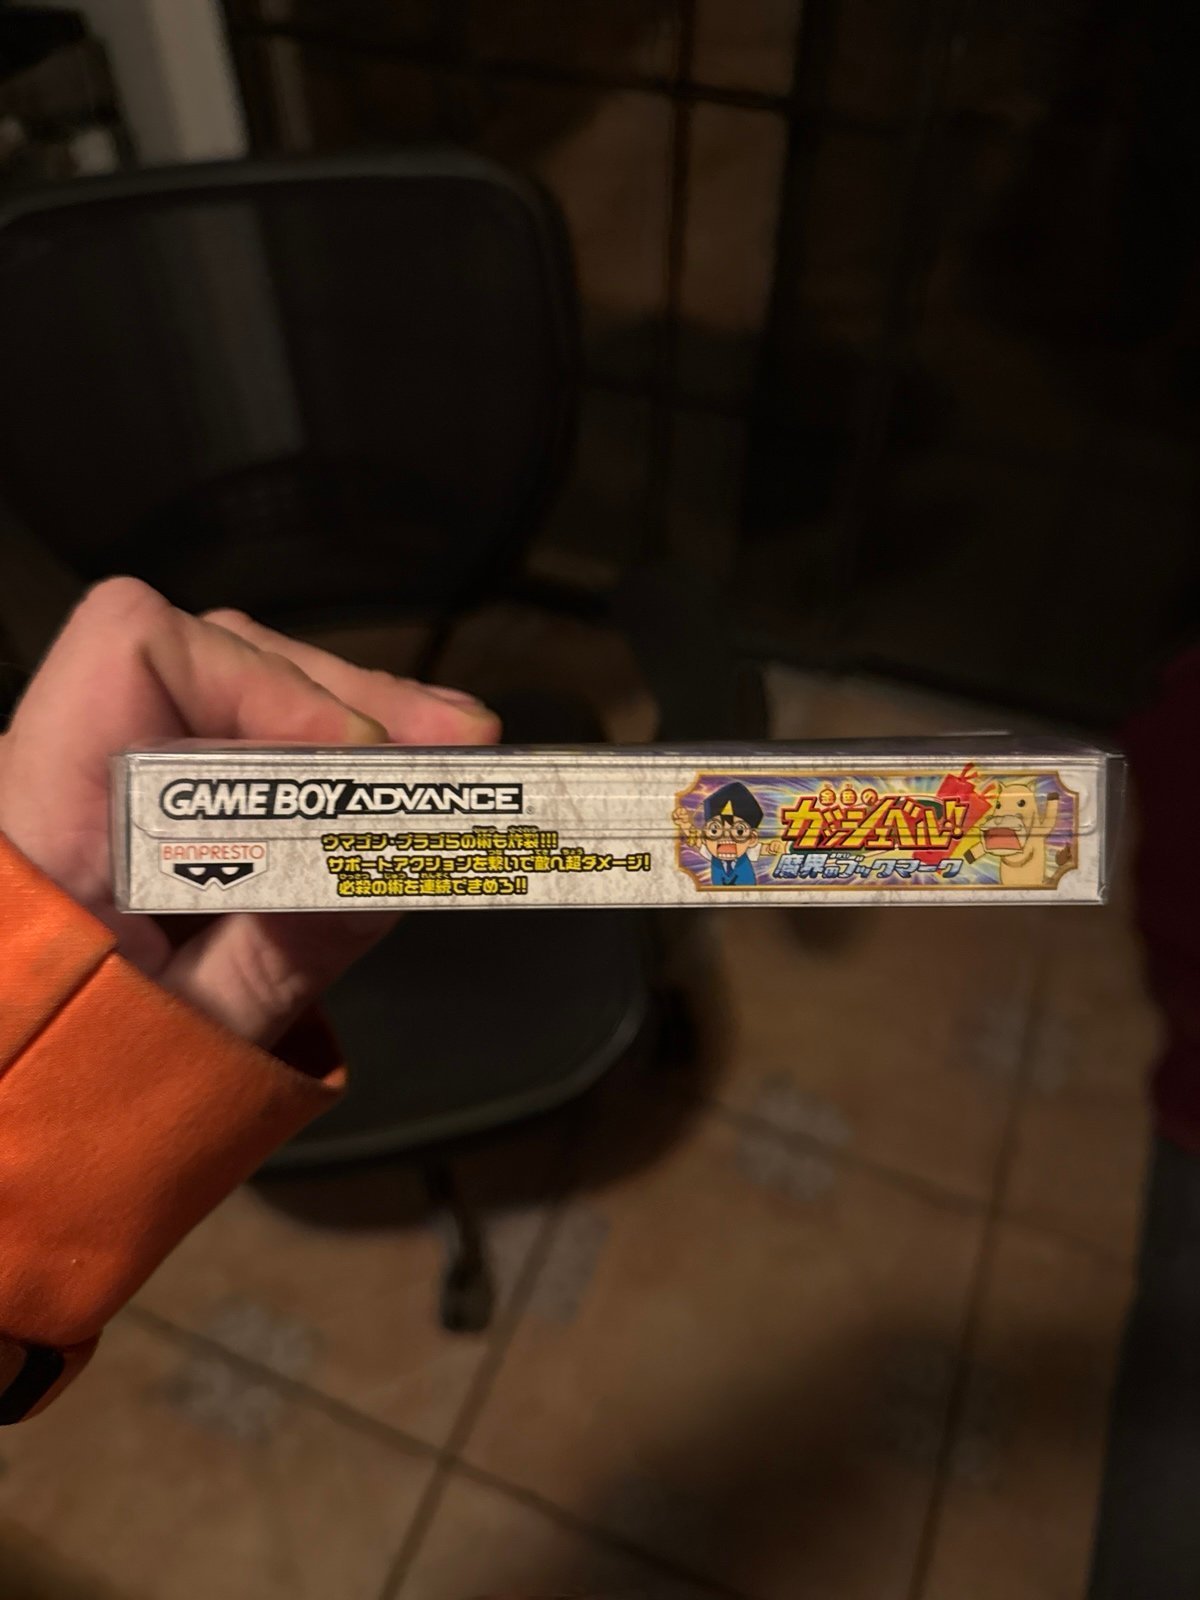 GAME BOY ADVANCE
BANPRESTO
ウマゴン・ブラゴらの術も炸裂!!!
サポートアクションを繋いで敵へ超ダメージ!
必殺の術を連続できめろ!!
金色の
ガッシュベル!!
魔界のブックマーク